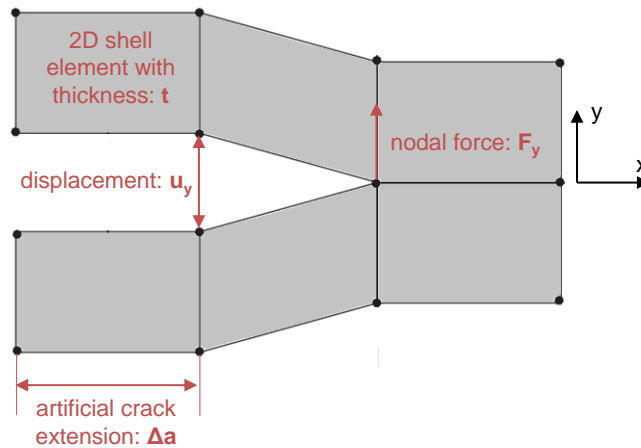 2D shell
element with
thickness: t
y
nodal force: Fy
x
displacement: uy
artificial crack
extension: Δa